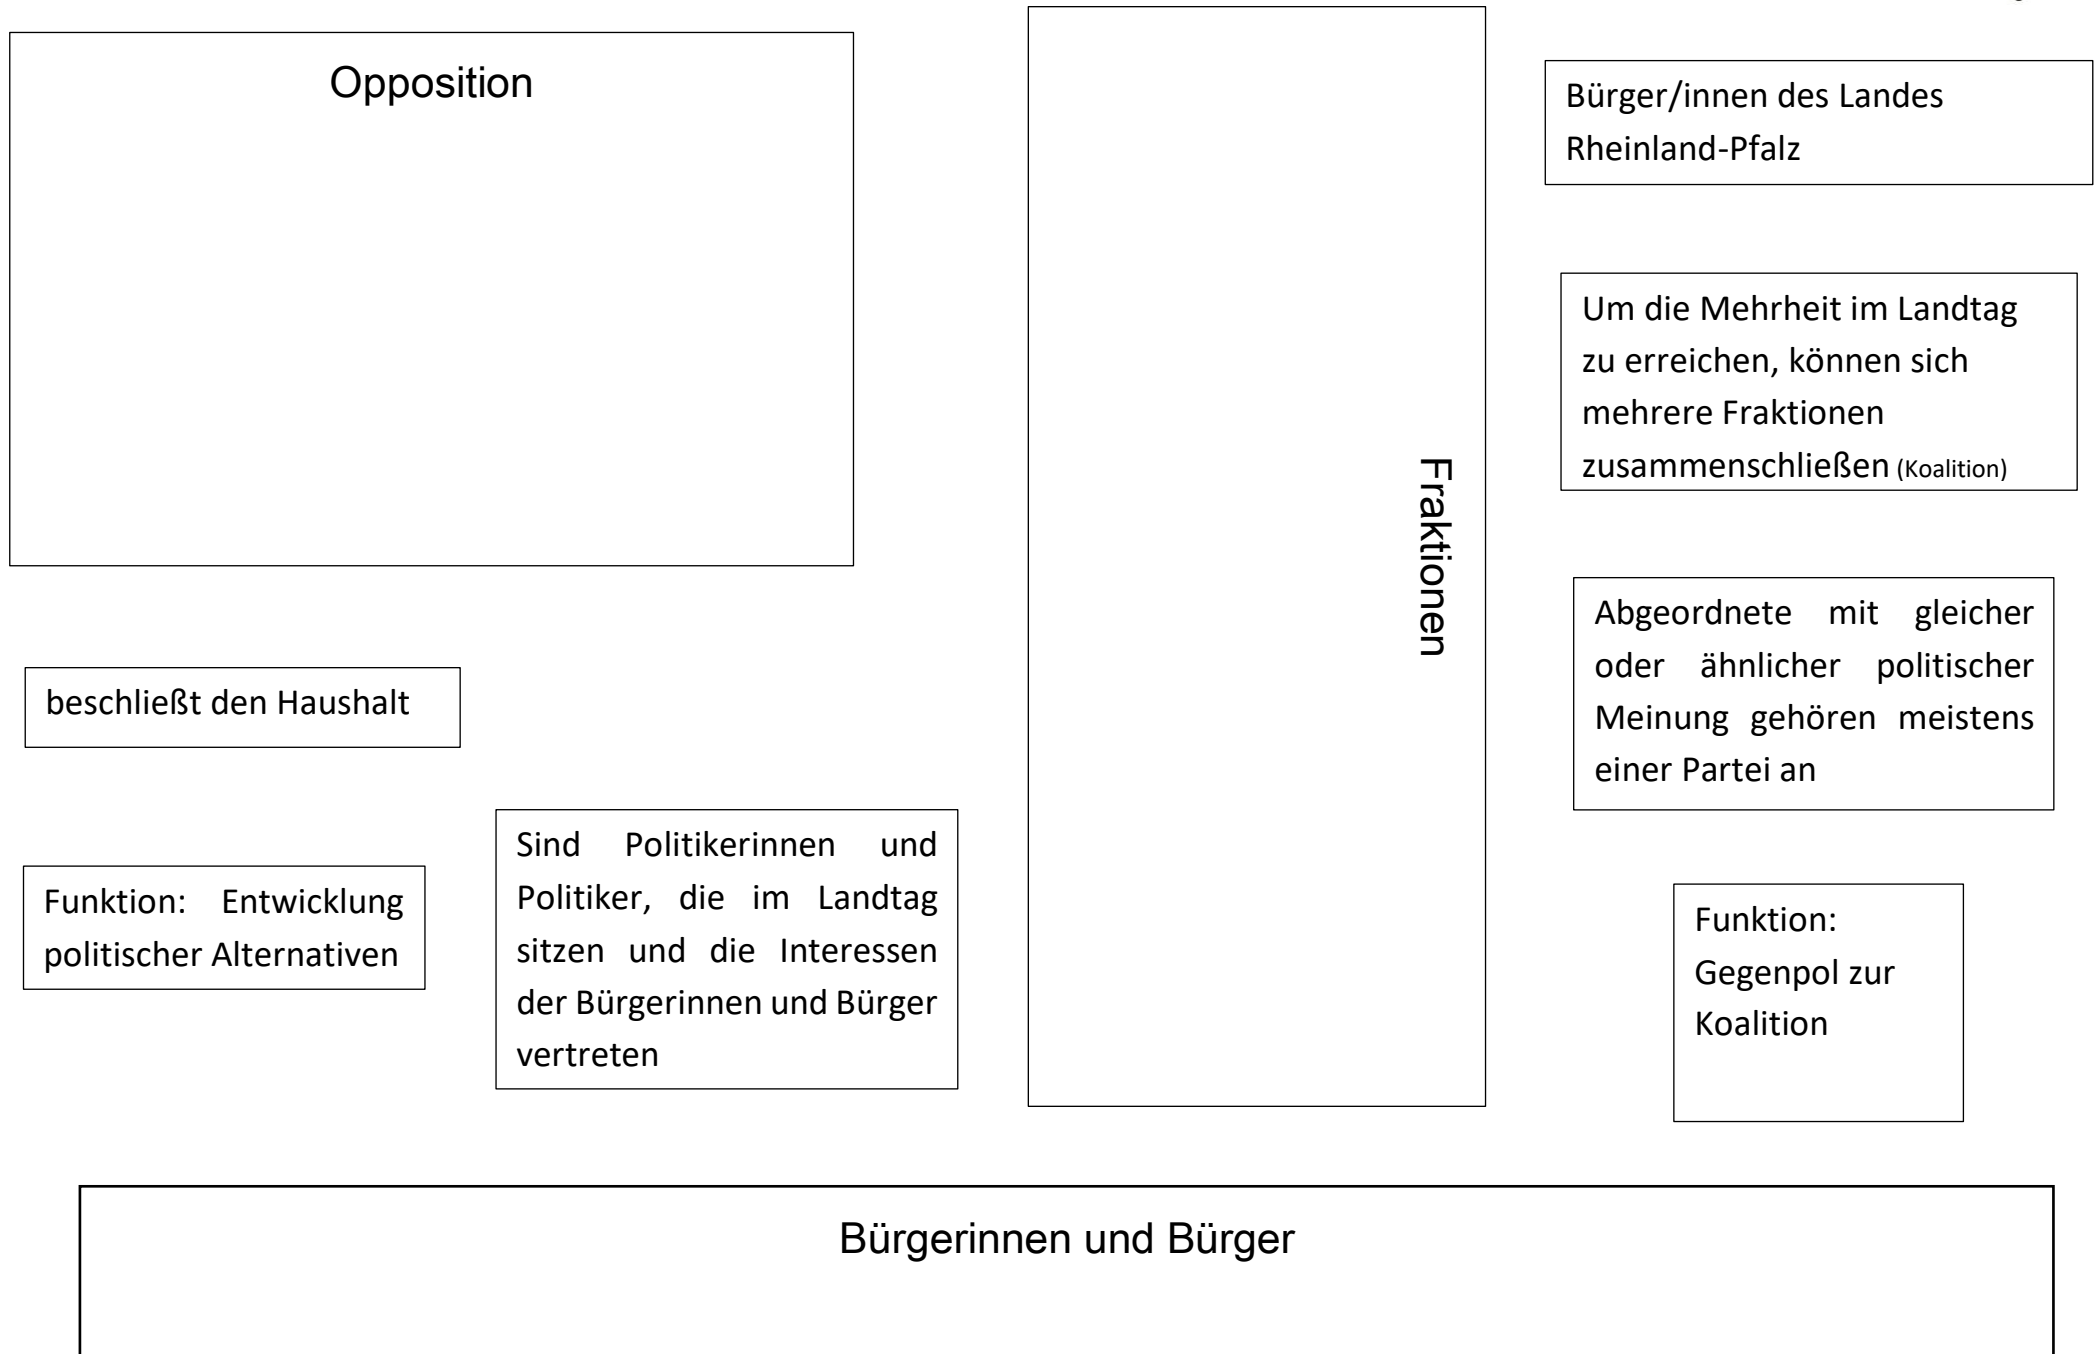 Opposition
Bürger/innen des Landes
Rheinland-Pfalz
Um die Mehrheit im Landtag
zu erreichen, können sich
mehrere Fraktionen
zusammenschließen (Koalition)
Fraktionen
Abgeordnete mit gleicher
oder ähnlicher politischer
Meinung gehören meistens
einer Partei an
beschließt den Haushalt
Sind Politikerinnen und
Politiker, die im Landtag
sitzen und die Interessen
der Bürgerinnen und Bürger
vertreten
Funktion: Entwicklung
politischer Alternativen
Funktion:
Gegenpol zur
Koalition
Bürgerinnen und Bürger